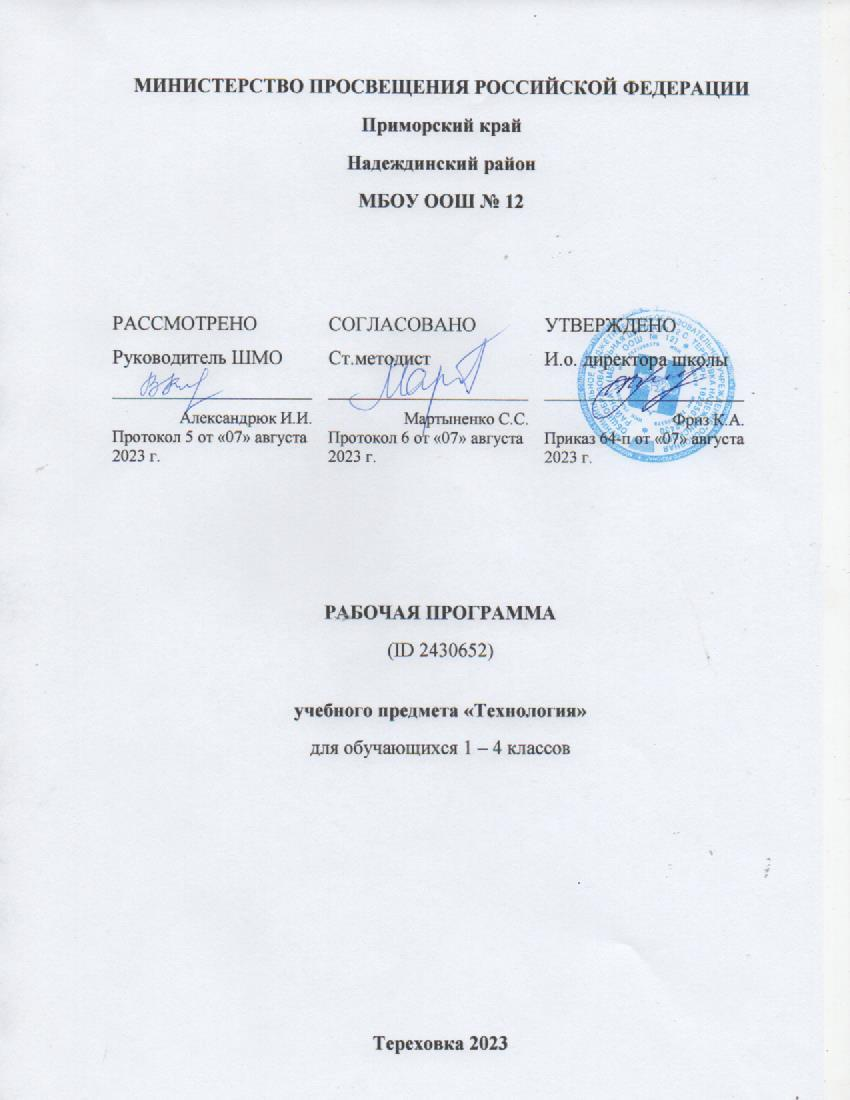 МИНИСТЕРСТВО ПРОСВЕЩЕНИЯ РОССИЙСКОЙ ФЕДЕРАЦИИ
Приморский край
Надеждинский район
МБОУ ООШ № 12
РАССМОТРЕНО
Руководитель ШМО
Александрюк И.И.
Протокол 5 от «07» августа
2023 г.
СОГЛАСОВАНО
Ст.методист
Мартыненко С.С.
Протокол 6 от «07» августа
2023 г.
УТВЕРЖДЕНО
И.о. директора школы
Фриз К.А.
Приказ 64-п от «07» августа
2023 г.
РАБОЧАЯ ПРОГРАММА
(ID 2430652)
учебного предмета «Технология»
для обучающихся 1 – 4 классов
Тереховка 2023